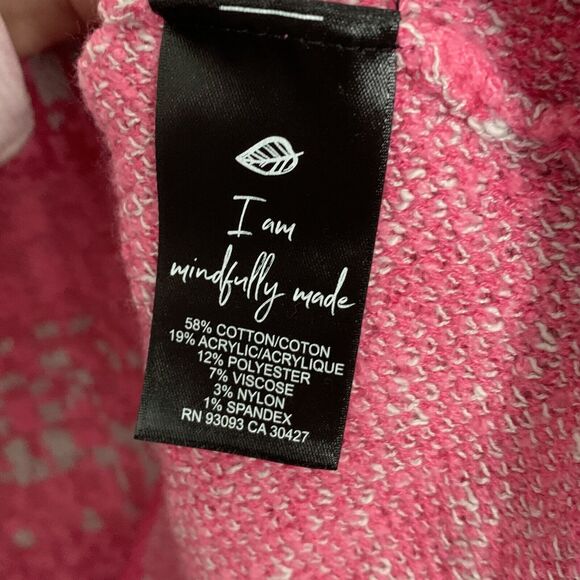 I am
mindfully made
58% COTTON/COTON
19% ACRYLIC/ACRYLIQUE
12% POLYESTER
7% VISCOSE
3% NYLON
1% SPANDEX
RN 93093 CA 30427